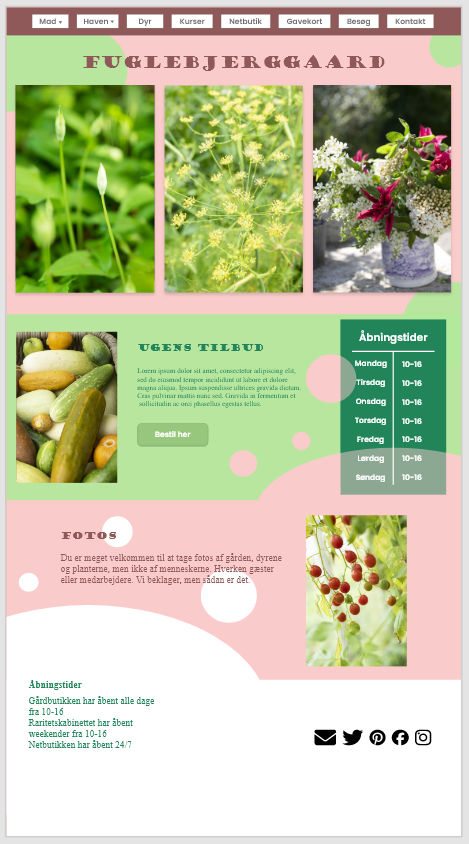 Mad Haven Dyr Kurser Netbutik Gavekort Besøg Kontakt
FUGLEBJERGGAARD
UGENS TILBUD
Lorem ipsum dolor sit amet, consectetur adipiscing elit,
sed do eiusmod tempor incididunt ut labore et dolore
magna aliqua. Ipsum suspendisse ultrices gravida dictum.
Cras pulvinar mattis nunc sed. Gravida in fermentum et
sollicitudin ac orci phasellus egestas tellus.
Bestil her
Åbningstider
Mandag 10-16
Tirsdag 10-16
Onsdag 10-16
Torsdag 10-16
Fredag 10-16
Lørdag 10-16
Søndag 10-16
FOTOS
Du er meget velkommen til at tage fotos af gården, dyrene
og planterne, men ikke af menneskerne. Hverken gæster
eller medarbejdere. Vi beklager, men sådan er det.
Åbningstider
Gårdbutikken har åbent alle dage
fra 10-16
Raritetskabinettet har åbent
weekender fra 10-16
Netbutikken har åbent 24/7